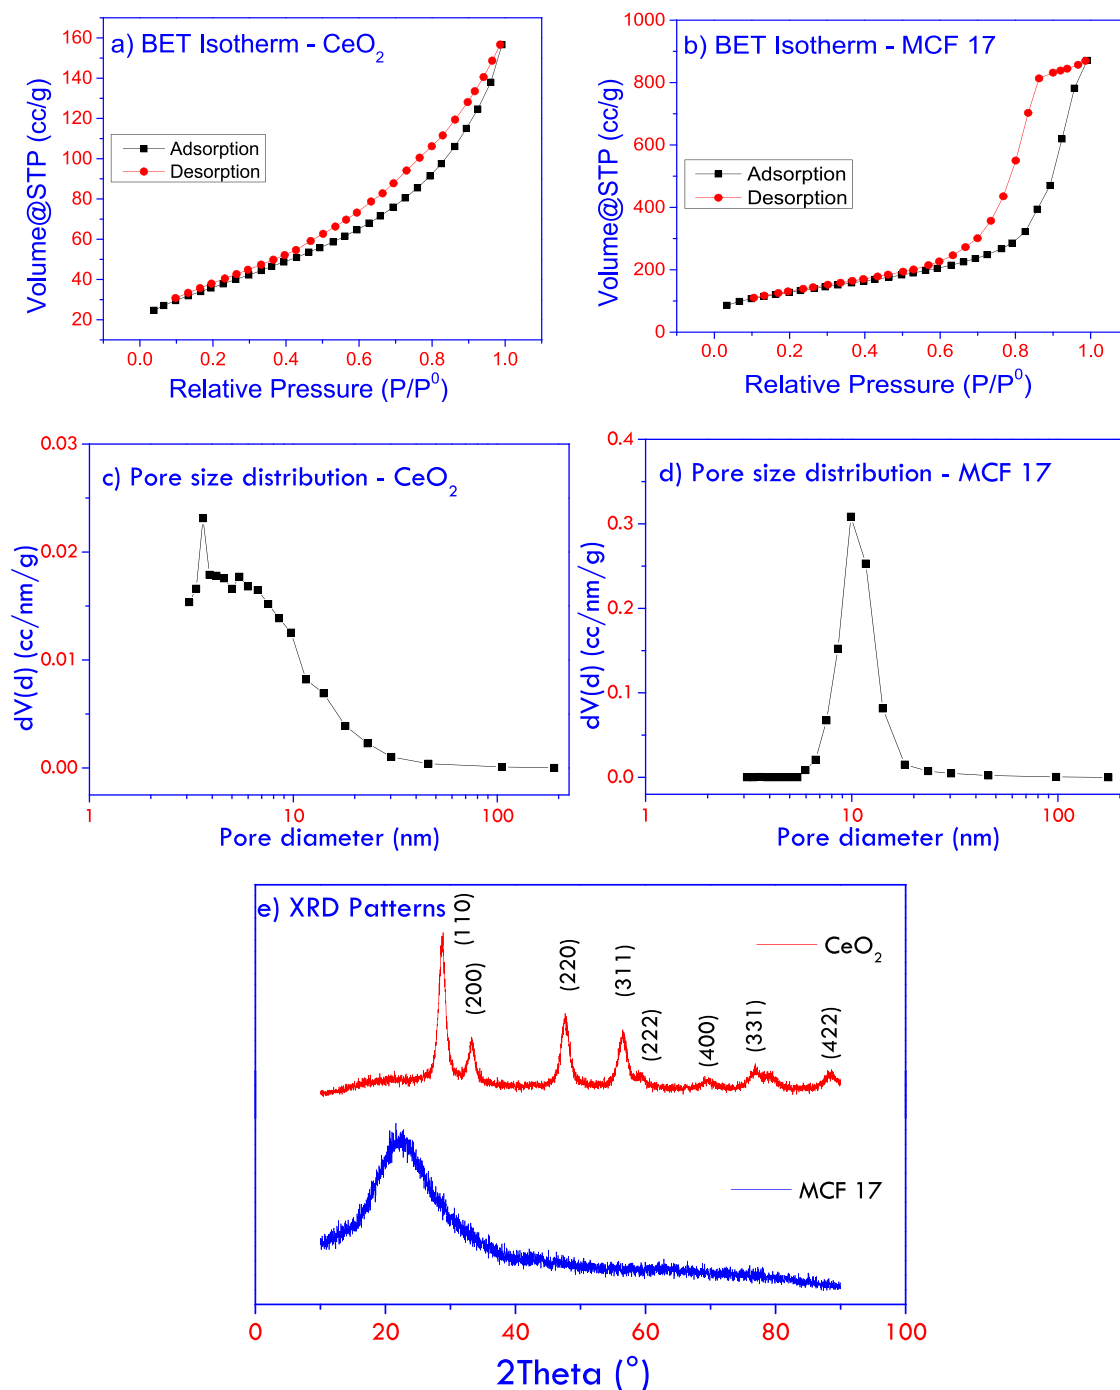 a) BET Isotherm - CeO₂
Volume@STP (cc/g)
160
140
120
100
80
60
40
20
Adsorption
Desorption
0.0 0.2 0.4 0.6 0.8 1.0
Relative Pressure (P/P⁰)
b) BET Isotherm - MCF 17
Volume@STP (cc/g)
1000
800
600
400
200
0
Adsorption
Desorption
0.0 0.2 0.4 0.6 0.8 1.0
Relative Pressure (P/P⁰)
c) Pore size distribution - CeO₂
dV(d) (cc/nm/g)
0.03
0.02
0.01
0.00
1 10 100
Pore diameter (nm)
d) Pore size distribution - MCF 17
dV(d) (cc/nm/g)
0.4
0.3
0.2
0.1
0.0
1 10 100
Pore diameter (nm)
e) XRD Patterns
(110)
(200)
(220)
(311)
(222)
(400)
(331)
(422)
CeO₂
MCF 17
0 20 40 60 80 100
2Theta (°)